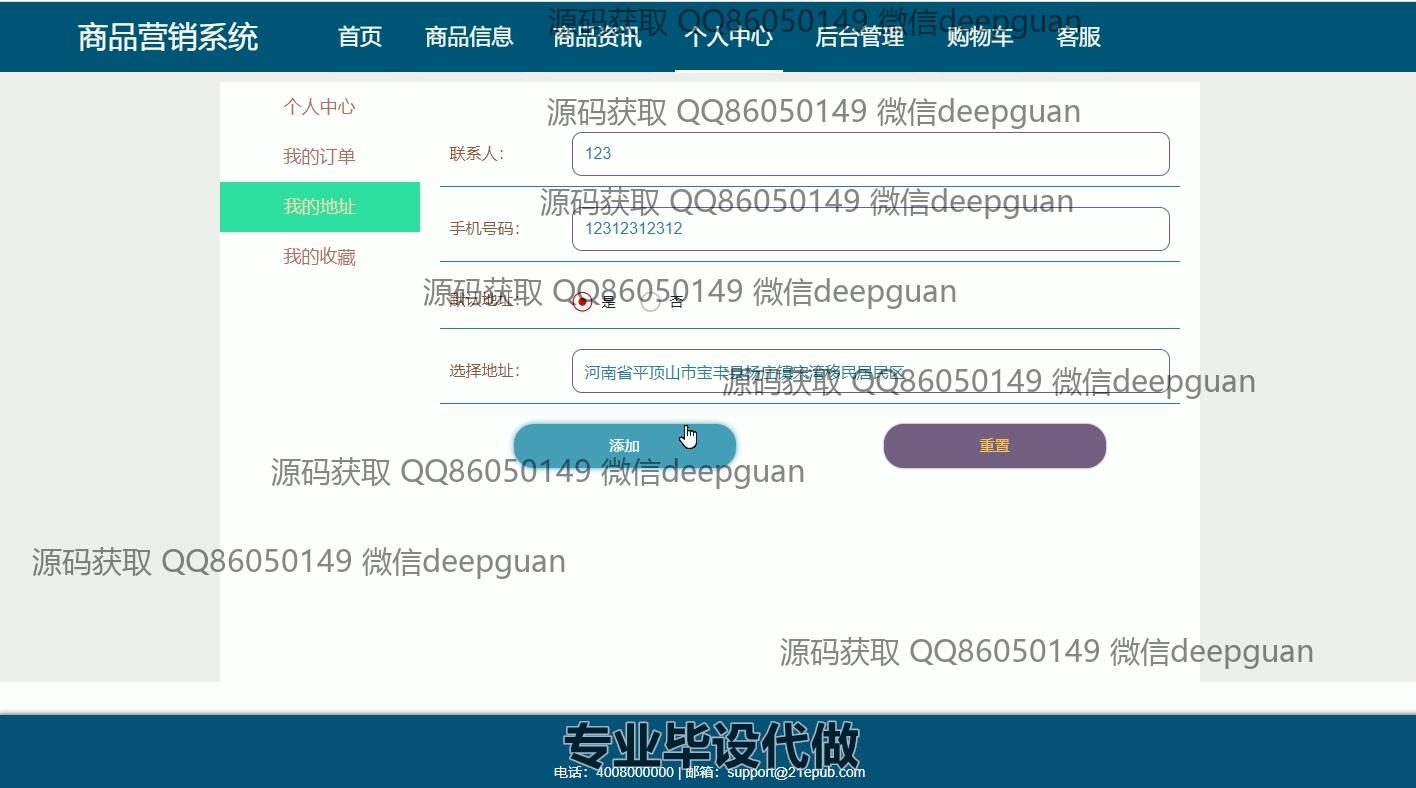 商品营销系统 首页 商品信息 商品资讯 个人中心 后台管理 购物车 客服
源码获取 QQ86050149 微信deepguan
个人中心
源码获取 QQ86050149 微信deepguan
联系人： 123
我的订单
源码获取 QQ86050149 微信deepguan
我的地址
手机号码： 12312312312
我的收藏
源码获取 QQ86050149 微信deepguan
默认地址： 是 否
选择地址： 河南省平顶山市宝丰县杨庄镇宋湾移民居民区
源码获取 QQ86050149 微信deepguan
添加 重置
源码获取 QQ86050149 微信deepguan
源码获取 QQ86050149 微信deepguan
源码获取 QQ86050149 微信deepguan
专业毕设代做
电话：4008000000 | 邮箱：support@21epub.com